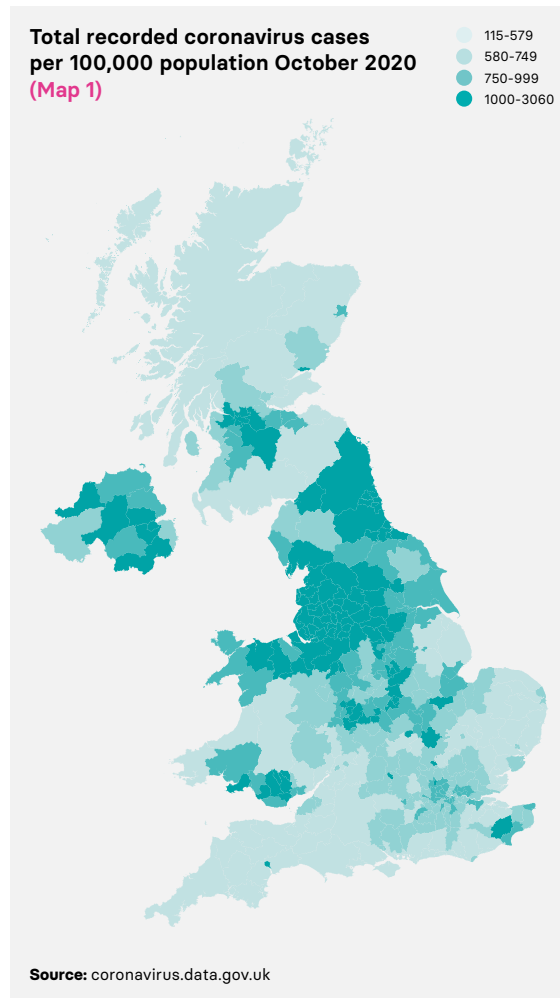 Total recorded coronavirus cases
per 100,000 population October 2020
(Map 1)
115-579
580-749
750-999
1000-3060
Source: coronavirus.data.gov.uk